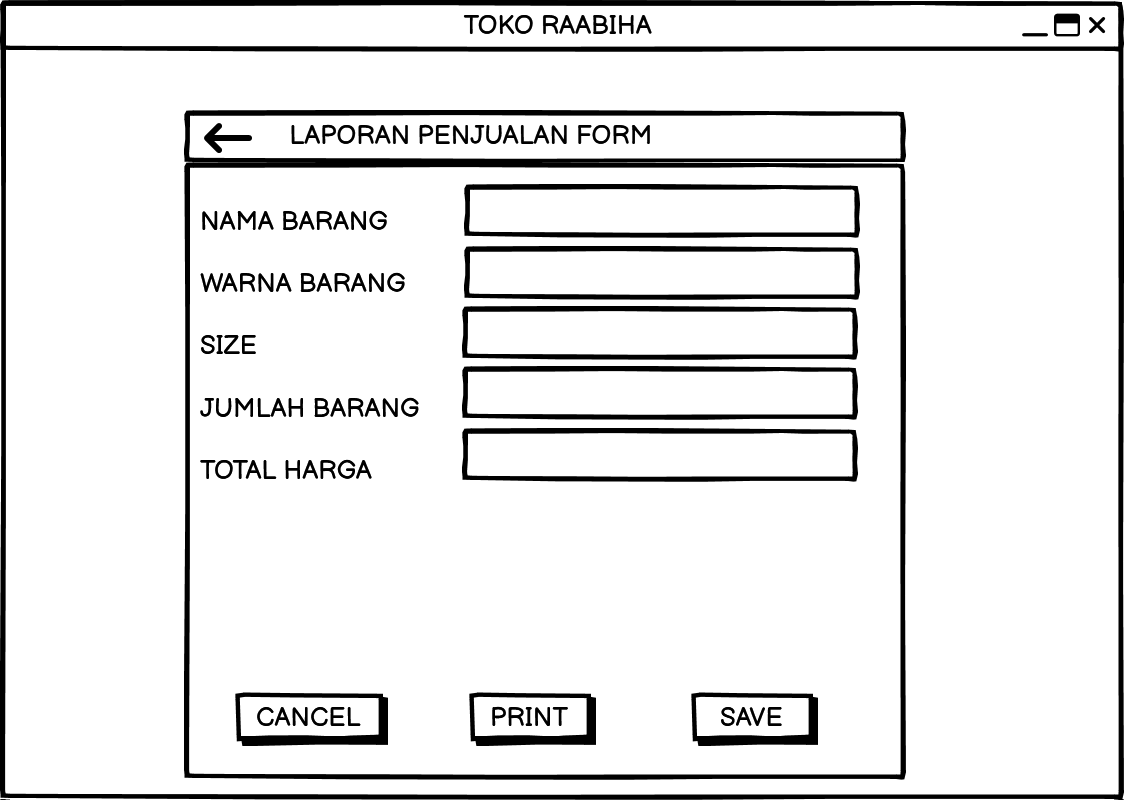 TOKO RAABIHA
LAPORAN PENJUALAN FORM
NAMA BARANG
WARNA BARANG
SIZE
JUMLAH BARANG
TOTAL HARGA
CANCEL PRINT SAVE